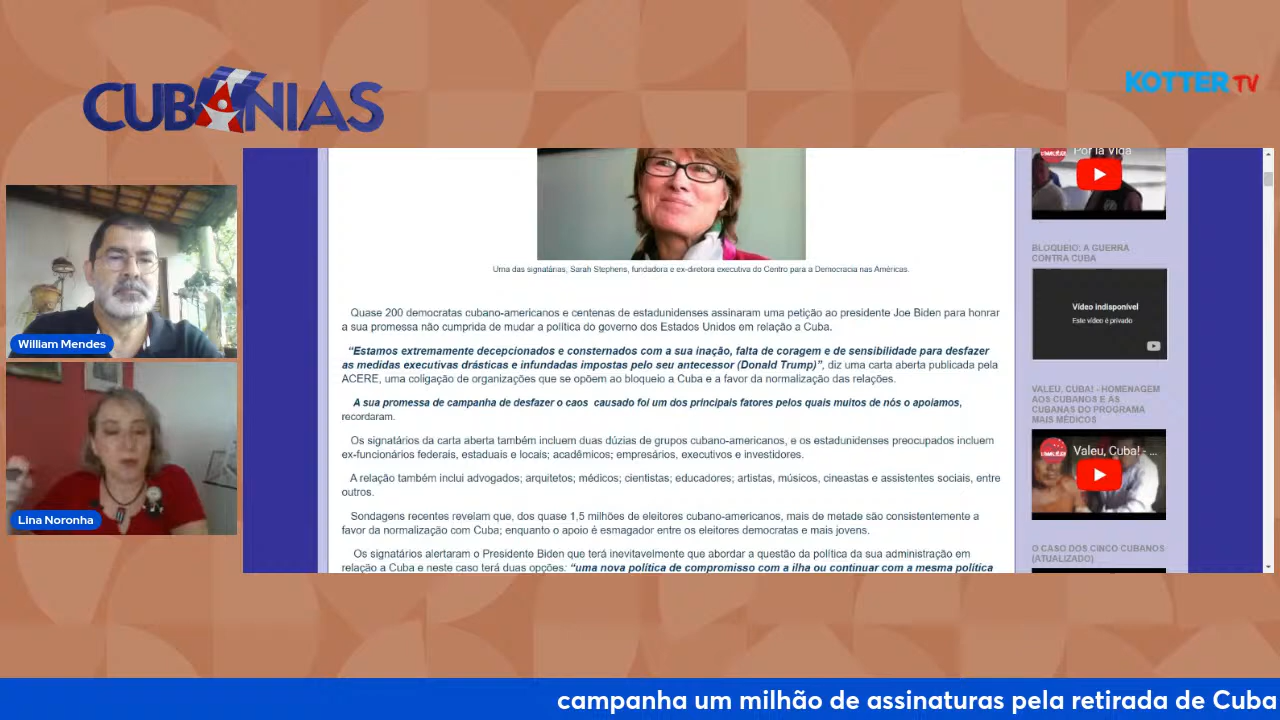 CUBANIAS
KOTTER TV
William Mendes
Lina Noronha
Uma das signatárias, Sarah Stephens, fundadora e ex-diretora executiva do Centro para a Democracia nas Américas.
Quase 200 democratas cubano-americanos e centenas de estadunidenses assinaram uma petição ao presidente Joe Biden para honrar
a sua promessa não cumprida de mudar a política do governo dos Estados Unidos em relação a Cuba.
“Estamos extremamente decepcionados e consternados com a sua inação, falta de coragem e de sensibilidade para desfazer
as medidas executivas drásticas e infundadas impostas pelo seu antecessor (Donald Trump)”, diz uma carta aberta publicada pela
ACERE, uma coligação de organizações que se opõem ao bloqueio a Cuba e a favor da normalização das relações.
A sua promessa de campanha de desfazer o caos causado foi um dos principais fatores pelos quais muitos de nós o apoiamos,
recordaram.
Os signatários da carta aberta também incluem duas dúzias de grupos cubano-americanos, e os estadunidenses preocupados incluem
ex-funcionários federais, estaduais e locais; acadêmicos; empresários, executivos e investidores.
A relação também inclui advogados; arquitetos; médicos; cientistas; educadores; artistas, músicos, cineastas e assistentes sociais, entre
outros.
Sondagens recentes revelam que, dos quase 1,5 milhões de eleitores cubano-americanos, mais de metade são consistentemente a
favor da normalização com Cuba; enquanto o apoio é esmagador entre os eleitores democratas e mais jovens.
Os signatários alertaram o Presidente Biden que terá inevitavelmente que abordar a questão da política da sua administração em
relação a Cuba e neste caso terá duas opções: “uma nova política de compromisso com a ilha ou continuar com a mesma política
Por la Vida
BLOQUEIO: A GUERRA
CONTRA CUBA
Vídeo indisponível
Este vídeo é privado
VALEU, CUBA! - HOMENAGEM
AOS CUBANOS E ÀS
CUBANAS DO PROGRAMA
MAIS MÉDICOS
Valeu, Cuba! - ...
O CASO DOS CINCO CUBANOS
(ATUALIZADO)
campanha um milhão de assinaturas pela retirada de Cuba